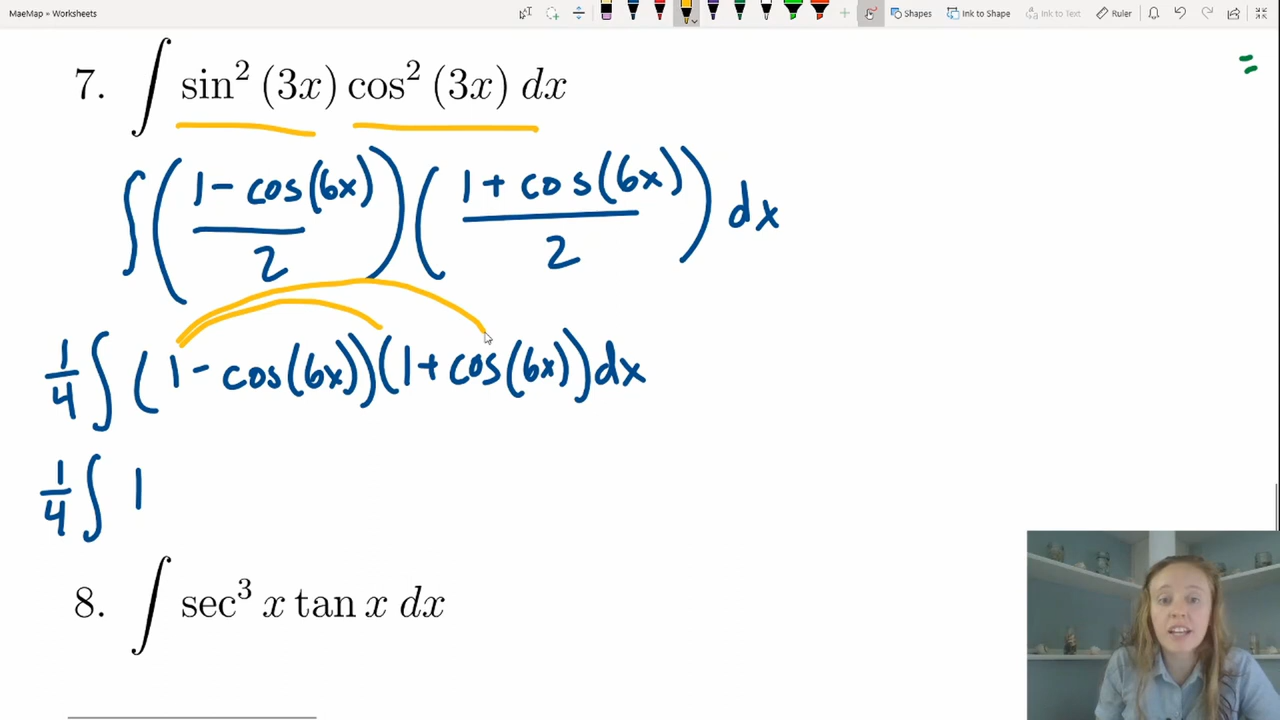 MaeMap » Worksheets
Shapes Ink to Shape Ink to Text Ruler
7. ∫ sin² (3x) cos² (3x) dx
=
∫ ((1 - cos(6x))/2) ((1 + cos(6x))/2) dx
1/4 ∫ (1 - cos(6x))(1 + cos(6x)) dx
1/4 ∫ 1
8. ∫ sec³ x tan x dx